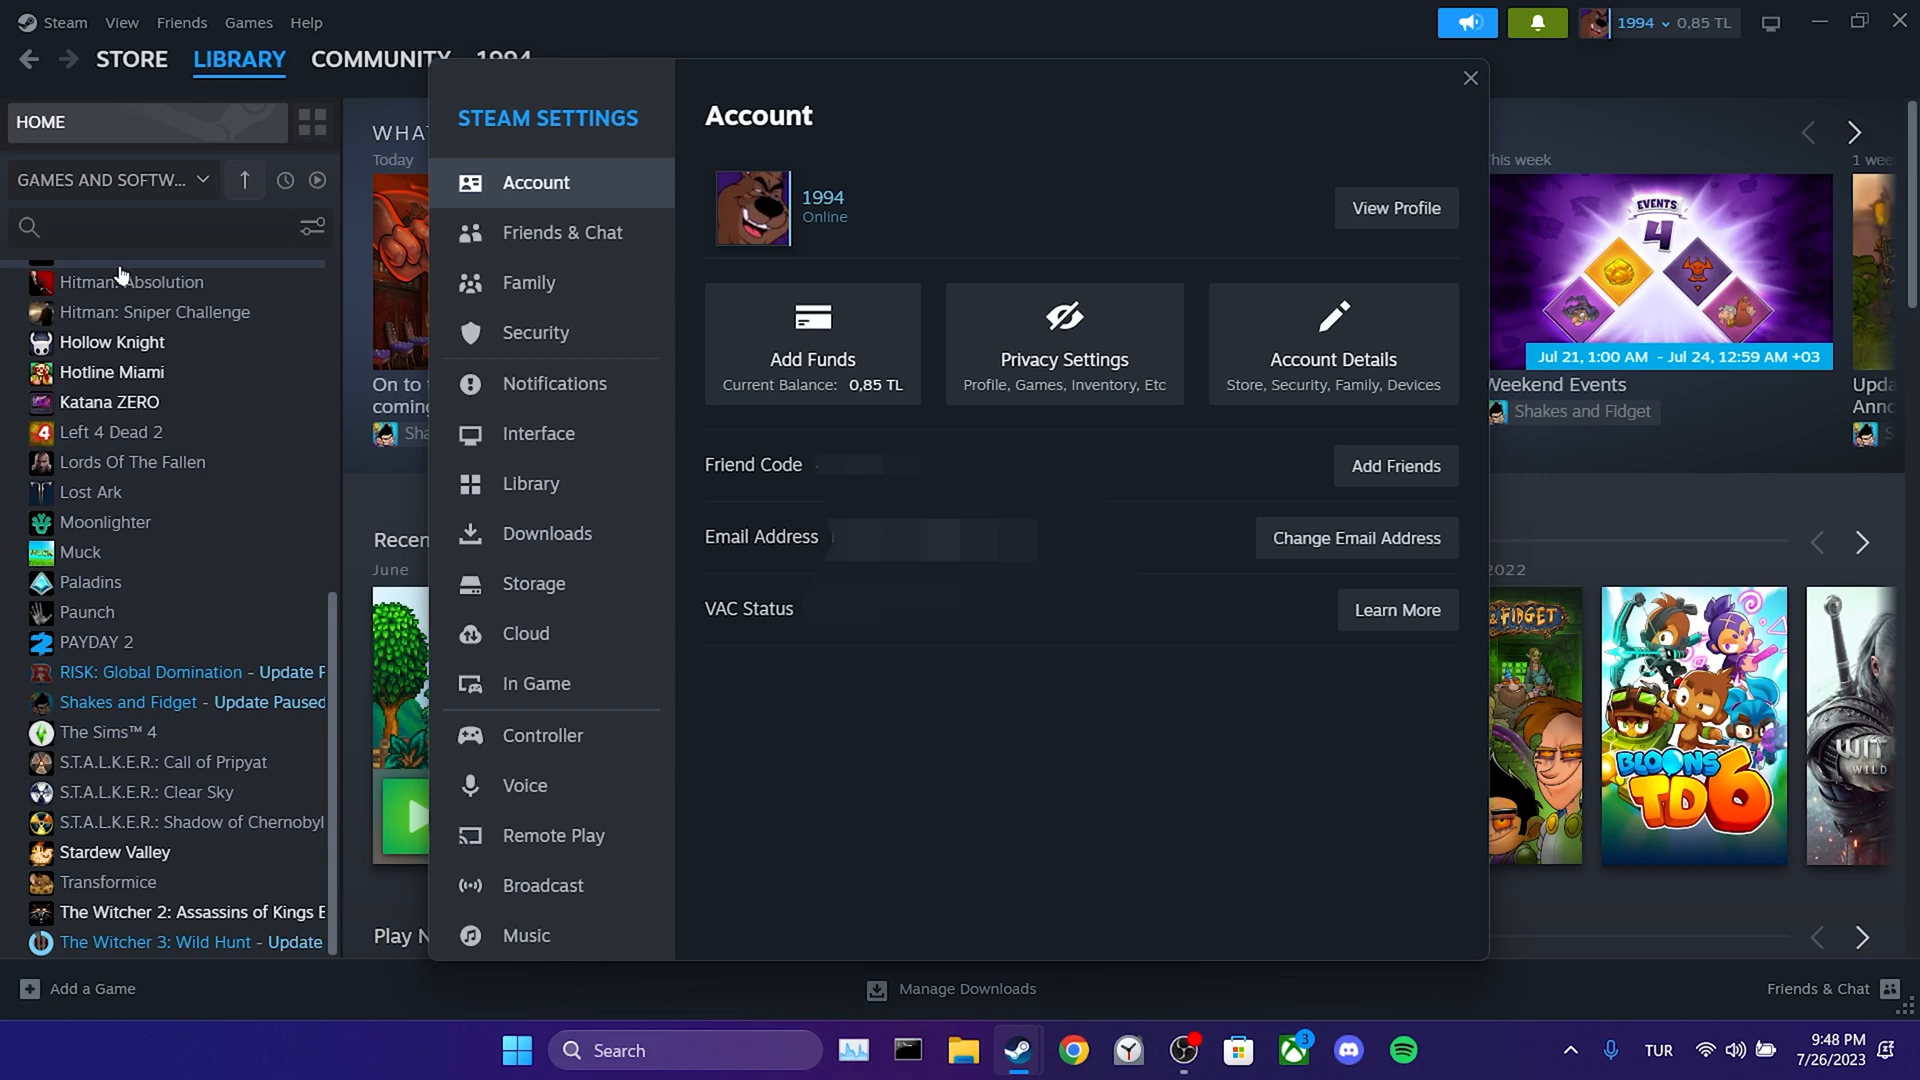 Steam View Friends Games Help
1994 0,85 TL
STORE LIBRARY COMMUNITY 1994
HOME
GAMES AND SOFTW...
Hitman: Absolution
Hitman: Sniper Challenge
Hollow Knight
Hotline Miami
Katana ZERO
Left 4 Dead 2
Lords Of The Fallen
Lost Ark
Moonlighter
Muck
Paladins
Paunch
PAYDAY 2
RISK: Global Domination - Update P
Shakes and Fidget - Update Paused
The Sims™ 4
S.T.A.L.K.E.R.: Call of Pripyat
S.T.A.L.K.E.R.: Clear Sky
S.T.A.L.K.E.R.: Shadow of Chernobyl
Stardew Valley
Transformice
The Witcher 2: Assassins of Kings E
The Witcher 3: Wild Hunt - Update
WHA
Today
On to
coming
Sha
Recen
June
Play N
STEAM SETTINGS
Account
Friends & Chat
Family
Security
Notifications
Interface
Library
Downloads
Storage
Cloud
In Game
Controller
Voice
Remote Play
Broadcast
Music
Account
1994
Online
View Profile
Add Funds
Current Balance: 0,85 TL
Privacy Settings
Profile, Games, Inventory, Etc
Account Details
Store, Security, Family, Devices
Friend Code
Add Friends
Email Address
Change Email Address
VAC Status
Learn More
This week
EVENTS
4
Jul 21, 1:00 AM - Jul 24, 12:59 AM +03
Weekend Events
Shakes and Fidget
1 wee
Upda
Anno
S
2022
& FIDGET
BLOONS
TD6
WIT
WILD
Add a Game
Manage Downloads
Friends & Chat
Search
3
TUR
9:48 PM
7/26/2023